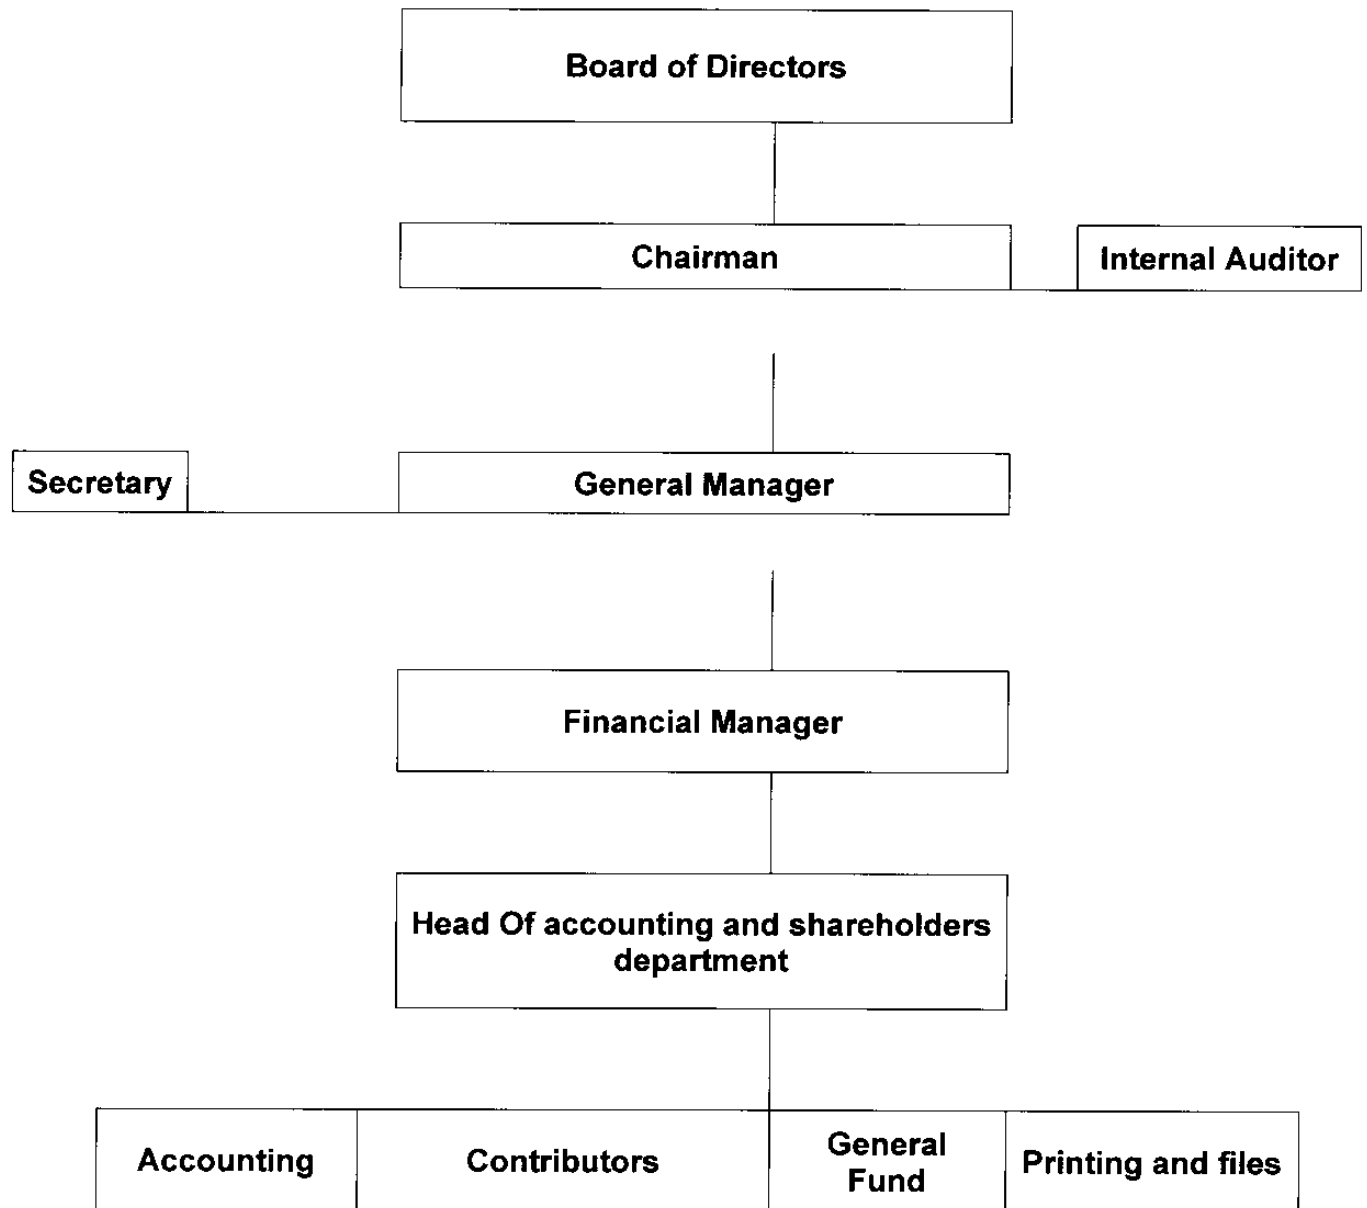 Board of Directors
Chairman
Internal Auditor
Secretary
General Manager
Financial Manager
Head Of accounting and shareholders
department
Accounting
Contributors
General
Fund
Printing and files